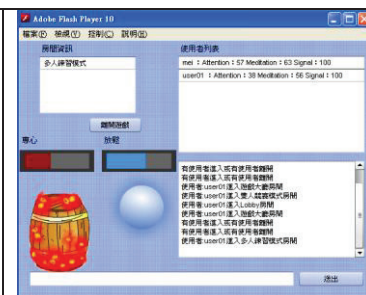 Adobe Flash Player 10
檔案(F) 檢視(V) 控制(C) 說明(H)
房間資訊
多人練習模式
離開遊戲
專心
放鬆
使用者列表
mei : Attention : 57 Meditation : 63 Signal : 100
user01 : Attention : 38 Meditation : 56 Signal : 100
有使用者進入或有使用者離開
有使用者進入或有使用者離開
使用者:user01進入遊戲大廳房間
使用者:user01進入雙人競賽模式房間
使用者:user01進入Lobby房間
使用者:user01進入遊戲大廳房間
有使用者進入或有使用者離開
有使用者進入或有使用者離開
使用者:user01進入多人練習模式房間
送出